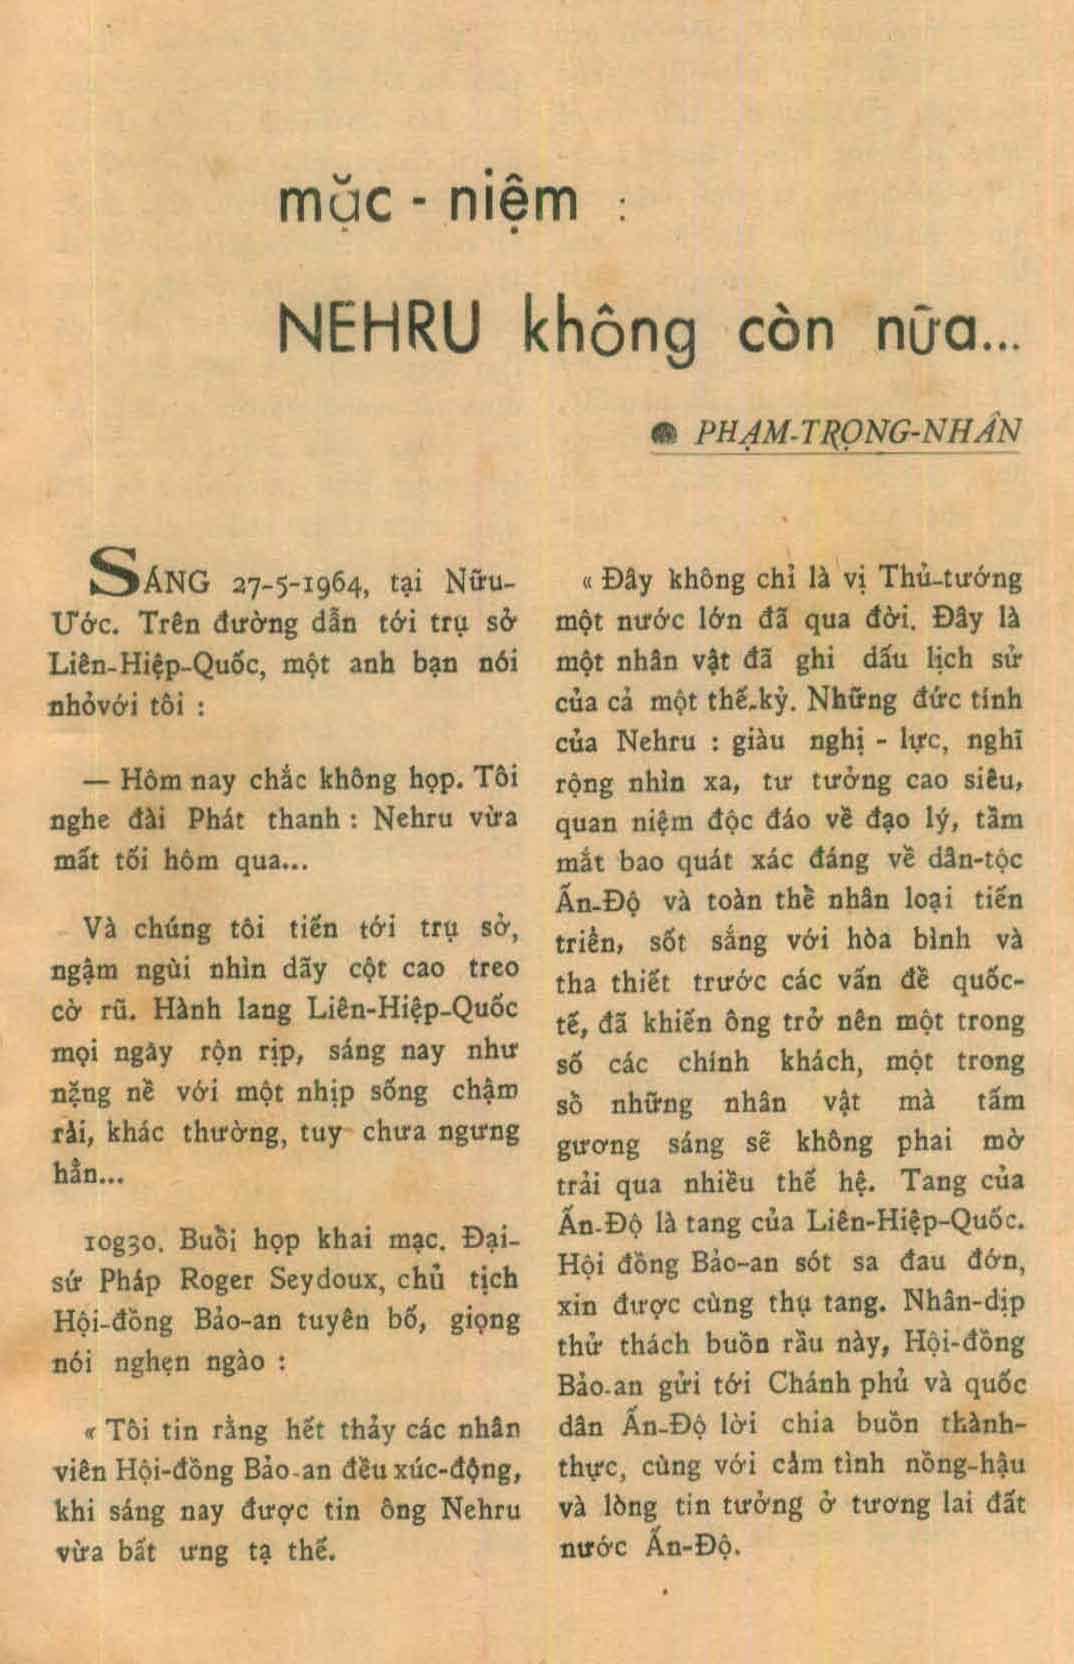 mặc - niệm :
NEHRU không còn nữa...
PHẠM-TRỌNG-NHÂN
SÁNG 27-5-1964, tại Nữu-
Ước. Trên đường dẫn tới trụ sở
Liên-Hiệp-Quốc, một anh bạn nói
nhỏvới tôi :
— Hôm nay chắc không họp. Tôi
nghe đài Phát thanh : Nehru vừa
mất tối hôm qua...
Và chúng tôi tiến tới trụ sở,
ngậm ngùi nhìn dãy cột cao treo
cờ rũ. Hành lang Liên-Hiệp-Quốc
mọi ngày rộn rịp, sáng nay như
nặng nề với một nhịp sống chậm
rải, khác thường, tuy chưa ngưng
hẳn...
10g30. Buổi họp khai mạc. Đại-
sứ Pháp Roger Seydoux, chủ tịch
Hội-đồng Bảo-an tuyên bố, giọng
nói nghẹn ngào :
« Tôi tin rằng hết thảy các nhân
viên Hội-đồng Bảo-an đều xúc-động,
khi sáng nay được tin ông Nehru
vừa bất ưng tạ thế.
« Đây không chỉ là vị Thủ-tướng
một nước lớn đã qua đời. Đây là
một nhân vật đã ghi dấu lịch sử
của cả một thế-kỷ. Những đức tính
của Nehru : giàu nghị - lực, nghĩ
rộng nhìn xa, tư tưởng cao siêu,
quan niệm độc đáo về đạo lý, tầm
mắt bao quát xác đáng về dân-tộc
Ấn-Độ và toàn thể nhân loại tiến
triển, sốt sắng với hòa bình và
tha thiết trước các vấn đề quốc-
tế, đã khiến ông trở nên một trong
số các chính khách, một trong
số những nhân vật mà tấm
gương sáng sẽ không phai mờ
trải qua nhiều thế hệ. Tang của
Ấn-Độ là tang của Liên-Hiệp-Quốc.
Hội đồng Bảo-an sót sa đau đớn,
xin được cùng thụ tang. Nhân-dịp
thử thách buồn rầu này, Hội-đồng
Bảo-an gửi tới Chánh phủ và quốc
dân Ấn-Độ lời chia buồn thành-
thực, cùng với cảm tình nồng-hậu
và lòng tin tưởng ở tương lai đất
nước Ấn-Độ.